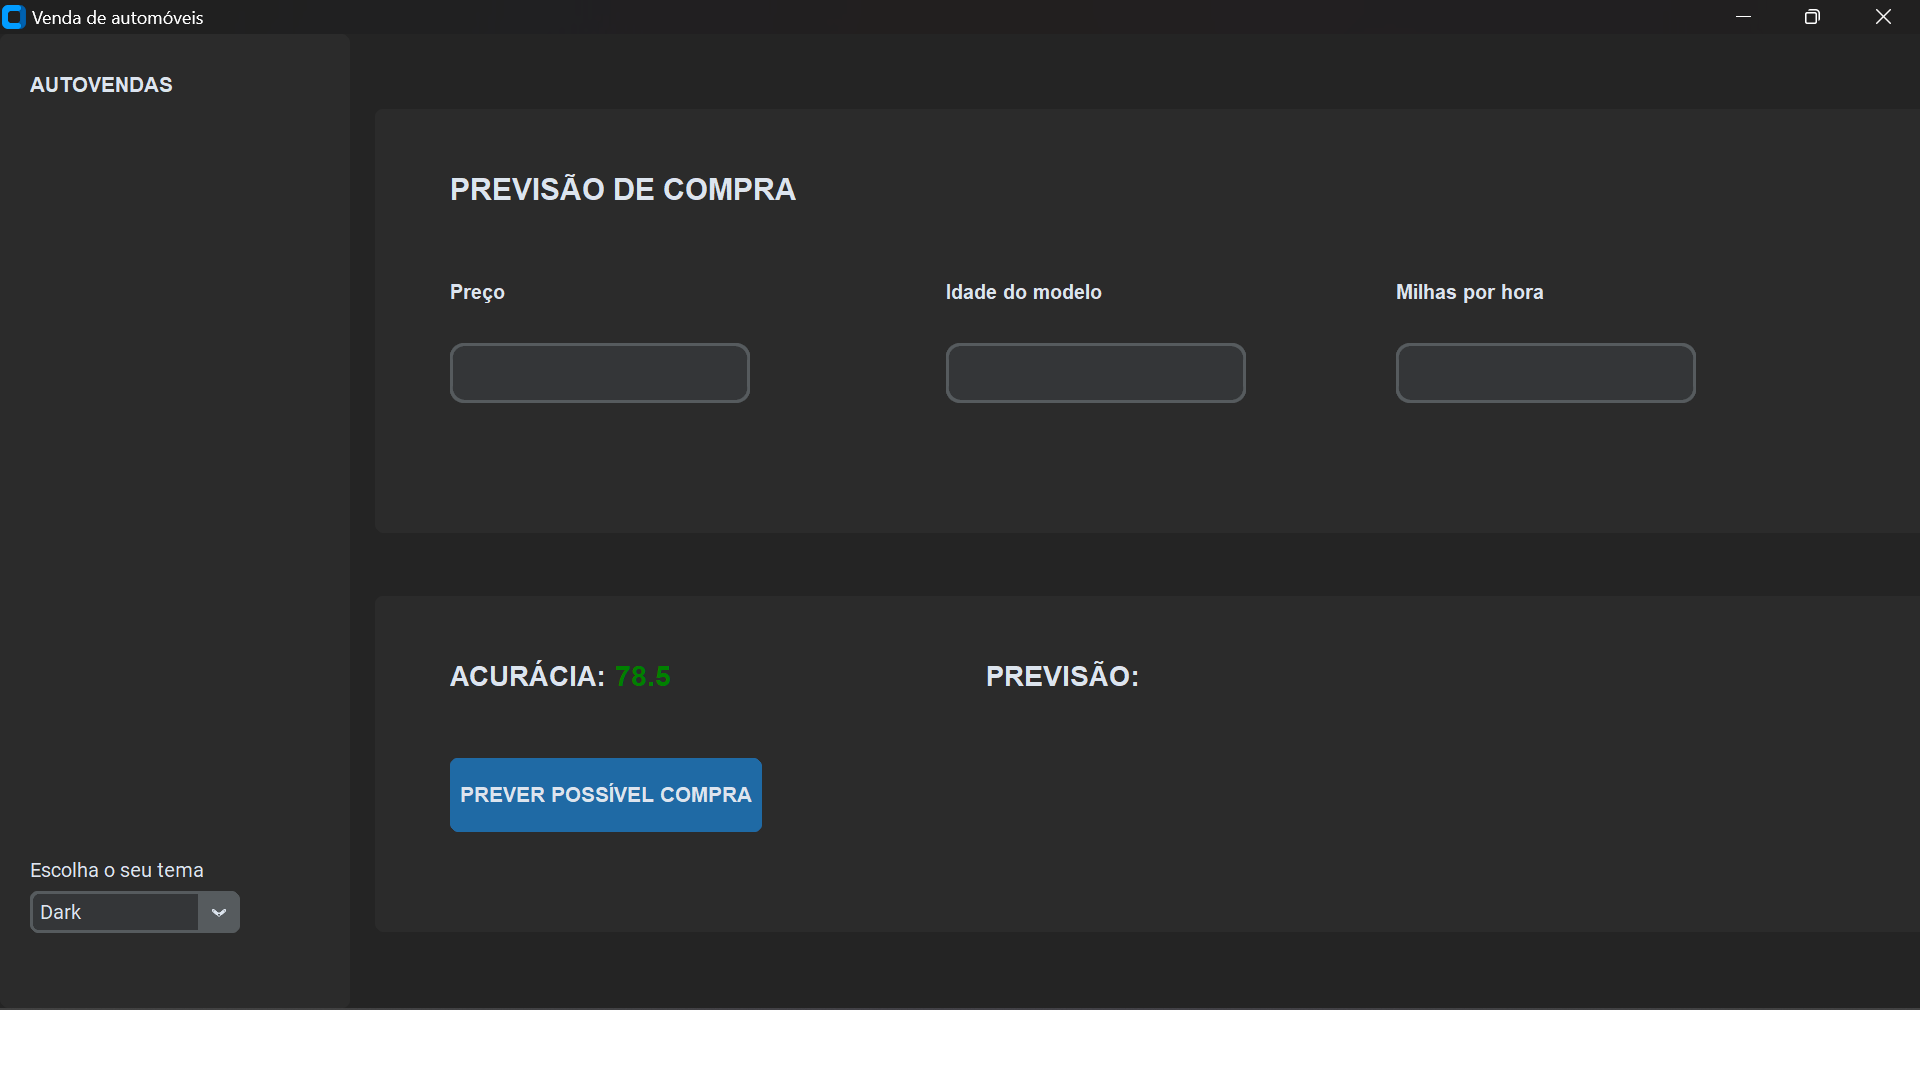 Venda de automóveis
AUTOVENDAS
PREVISÃO DE COMPRA
Preço
Idade do modelo
Milhas por hora
ACURÁCIA: 78.5
PREVISÃO:
PREVER POSSÍVEL COMPRA
Escolha o seu tema
Dark